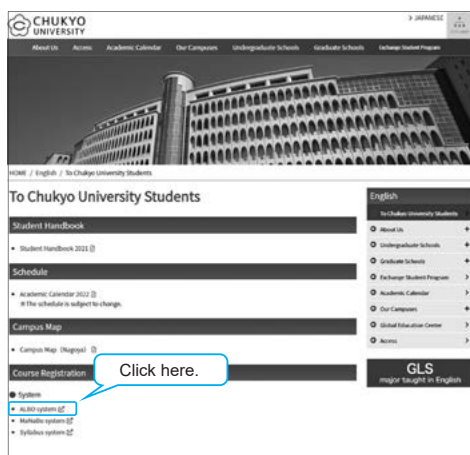 CHUKYO
UNIVERSITY
> JAPANESE
About Us Access Academic Calendar Our Campuses Undergraduate Schools Graduate Schools Exchange Student Program
HOME / English / To Chukyo University Students
To Chukyo University Students
Student Handbook
Student Handbook 2021
Schedule
Academic Calendar 2022
※The schedule is subject to change.
Campus Map
Campus Map (Nagoya)
Course Registration
Click here.
System
ALBO system
MaNaBo system
Syllabus system
English
To Chukyo University Students
About Us +
Undergraduate Schools +
Graduate Schools +
Exchange Student Program >
Academic Calendar >
Our Campuses +
Global Education Center >
Access >
GLS
major taught in English